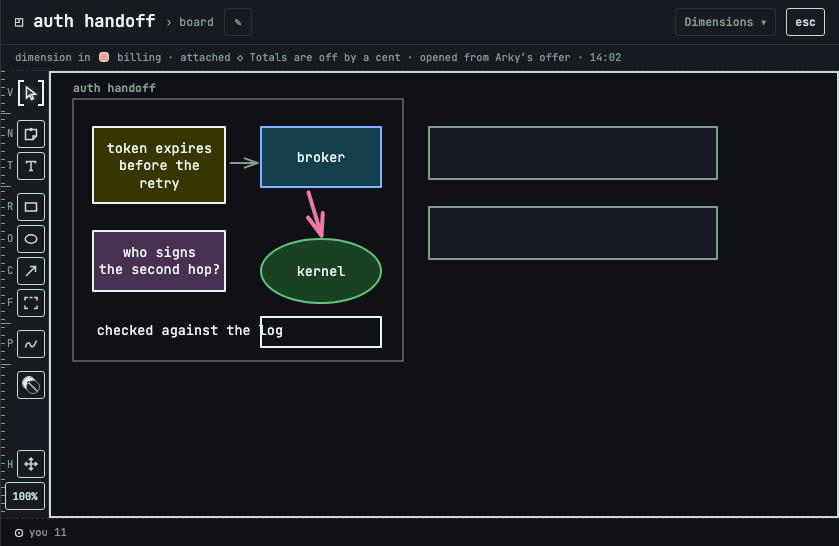 auth handoff › board
Dimensions ▾
esc
dimension in billing · attached ◇ Totals are off by a cent · opened from Arky’s offer · 14:02
V
N
T
R
O
C
F
P
H
100%
auth handoff
token expires
before the
retry
broker
who signs
the second hop?
kernel
checked against the log
you 11